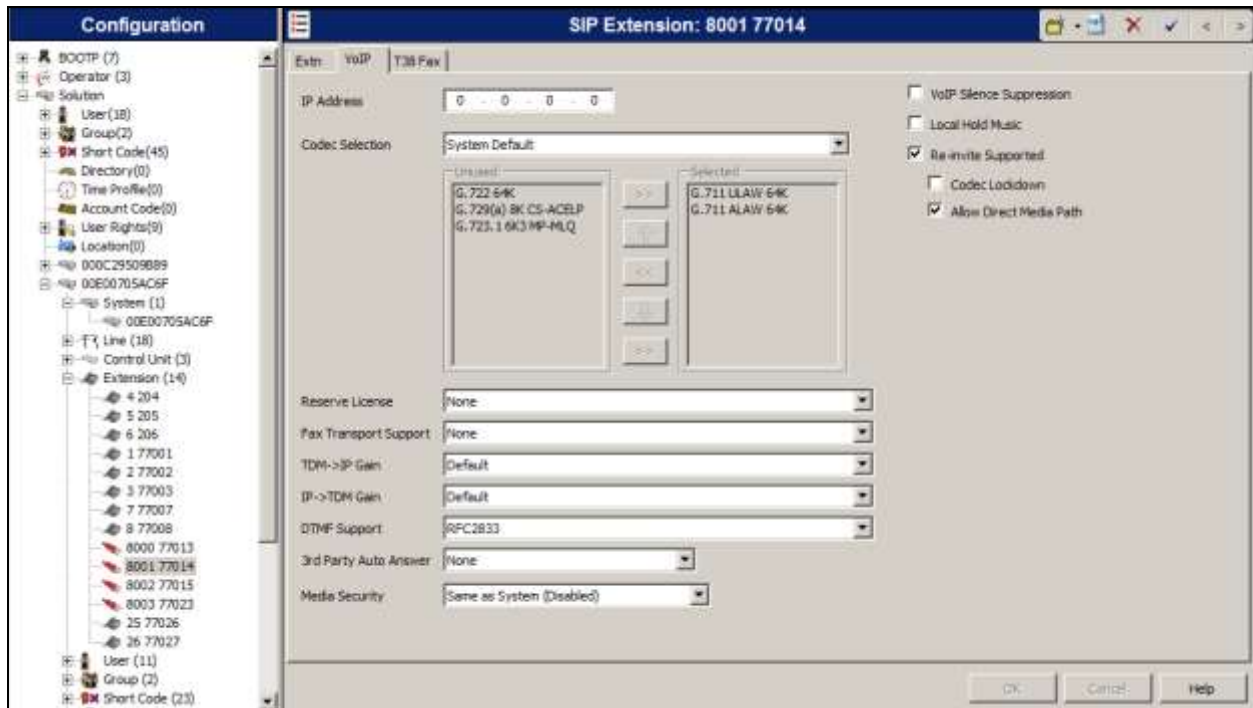 Configuration
BOOTP (7)
Operator (3)
Solution
User(18)
Group(2)
Short Code(45)
Directory(0)
Time Profile(0)
Account Code(0)
User Rights(9)
Location(0)
000C29509BB9
00E00705AC6F
System (1)
00E00705AC6F
Line (18)
Control Unit (3)
Extension (14)
4 204
5 205
6 206
1 77001
2 77002
3 77003
7 77007
8 77008
8000 77013
8001 77014
8002 77015
8003 77023
25 77026
26 77027
User (11)
Group (2)
Short Code (23)
SIP Extension: 8001 77014
Extn VoIP T38 Fax
IP Address 0 . 0 . 0 . 0
Codec Selection System Default
Unused
G.722 64K
G.729(a) 8K CS-ACELP
G.723.1 6K3 MP-MLQ
>>
<<
>>
Selected
G.711 ULAW 64K
G.711 ALAW 64K
Reserve License None
Fax Transport Support None
TDM->IP Gain Default
IP->TDM Gain Default
DTMF Support RFC2833
3rd Party Auto Answer None
Media Security Same as System (Disabled)
VoIP Silence Suppression
Local Hold Music
Re-invite Supported
Codec Lockdown
Allow Direct Media Path
OK Cancel Help